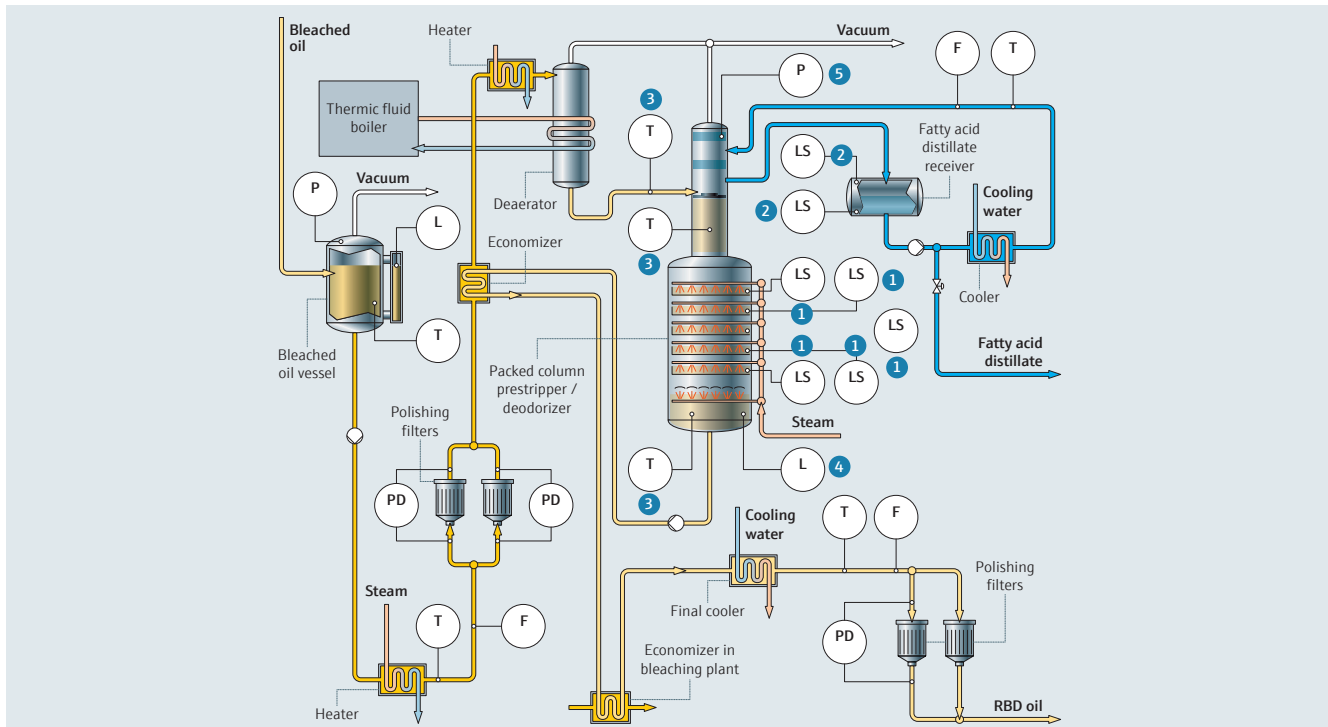 Bleached
oil
Heater
Vacuum
F
T
P
5
3
Thermic fluid
boiler
T
LS
2
Fatty acid
distillate
receiver
Vacuum
P
L
Deaerator
2
LS
Cooling
water
Economizer
T
3
LS
LS
1
Cooler
1
LS
T
Bleached
oil vessel
1
1
1
Fatty acid
distillate
Packed column
prestripper /
deodorizer
LS
LS
Polishing
filters
Steam
T
L
4
3
PD
PD
Cooling
water
T
F
Polishing
filters
Steam
Final cooler
T
F
PD
Economizer in
bleaching plant
Heater
RBD oil